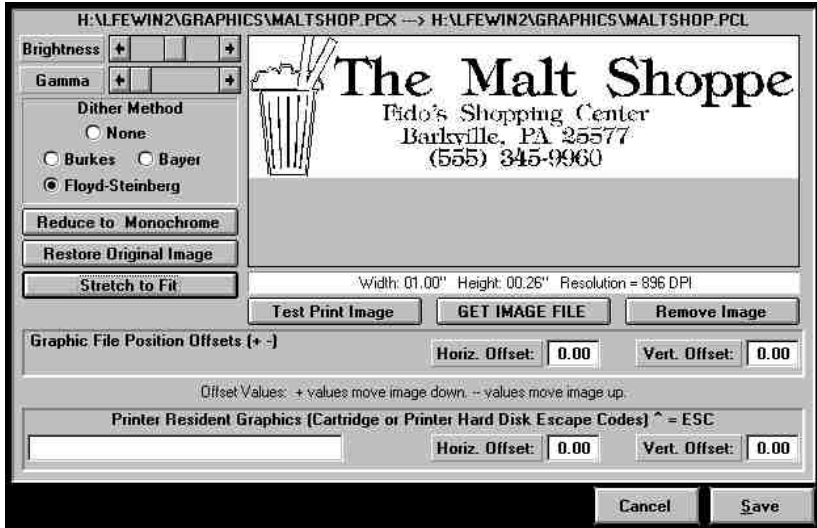 H:\LFEWIN2\GRAPHICS\MALTSHOP.PCX ---> H:\LFEWIN2\GRAPHICS\MALTSHOP.PCL
Brightness
Gamma
Dither Method
None
Burkes Bayer
Floyd-Steinberg
Reduce to Monochrome
Restore Original Image
Stretch to Fit
The Malt Shoppe
Fido's Shopping Center
Barkville, PA 25577
(555) 345-9960
Width: 01.00" Height: 00.26" Resolution = 896 DPI
Test Print Image GET IMAGE FILE Remove Image
Graphic File Position Offsets (+ -)
Horiz. Offset: 0.00 Vert. Offset: 0.00
Offset Values: + values move image down. -- values move image up.
Printer Resident Graphics (Cartridge or Printer Hard Disk Escape Codes) ^ = ESC
Horiz. Offset: 0.00 Vert. Offset: 0.00
Cancel Save